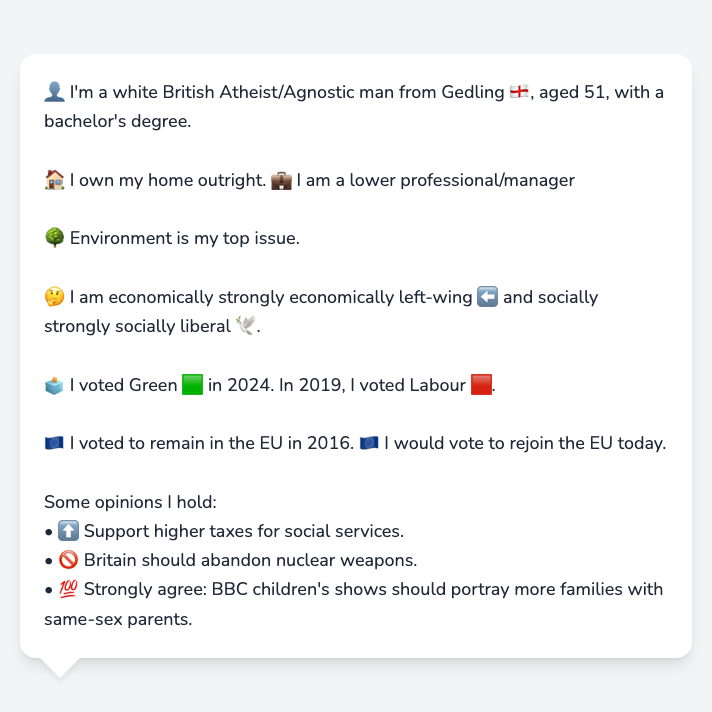 👤 I'm a white British Atheist/Agnostic man from Gedling 🏴󠁧󠁢󠁥󠁮󠁧󠁿, aged 51, with a
bachelor's degree.
🏠 I own my home outright. 💼 I am a lower professional/manager
🌳 Environment is my top issue.
🤔 I am economically strongly economically left-wing ⬅️ and socially
strongly socially liberal 🕊️.
🗳️ I voted Green 🟩 in 2024. In 2019, I voted Labour 🟥.
🇪🇺 I voted to remain in the EU in 2016. 🇪🇺 I would vote to rejoin the EU today.
Some opinions I hold:
• ⬆️ Support higher taxes for social services.
• 🚫 Britain should abandon nuclear weapons.
• 💯 Strongly agree: BBC children's shows should portray more families with
same-sex parents.